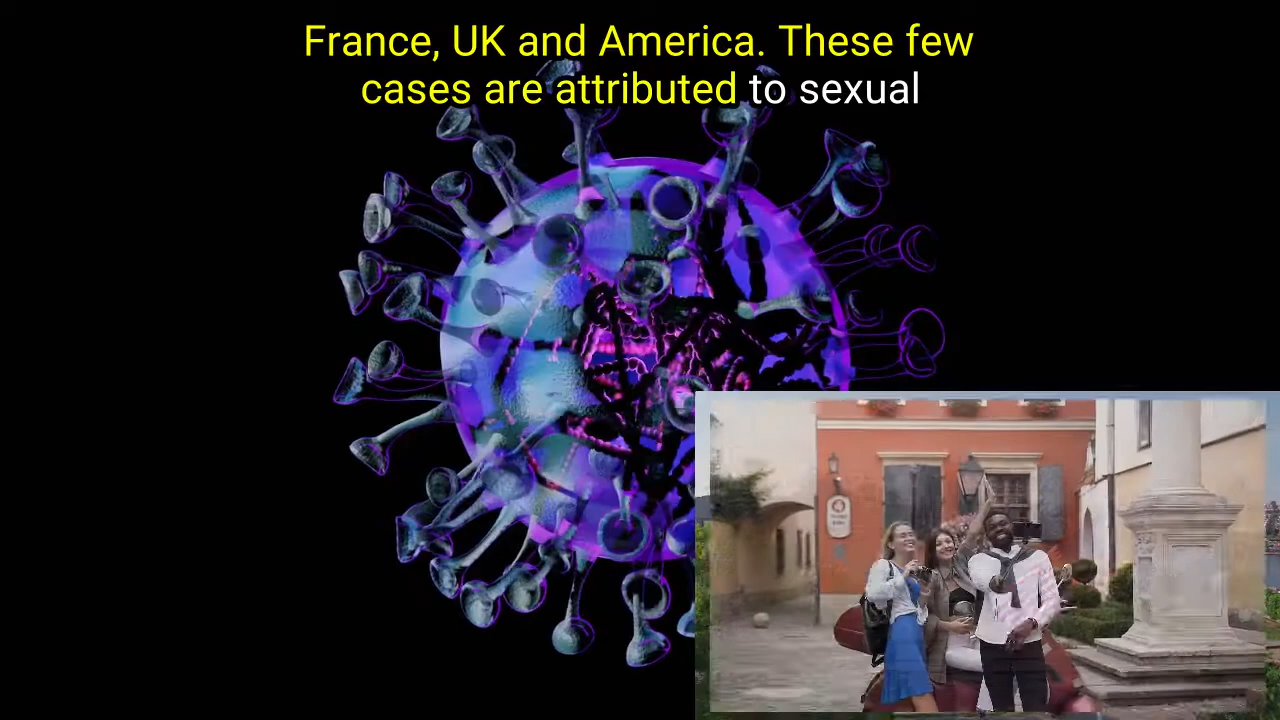 France, UK and America. These few
cases are attributed to sexual